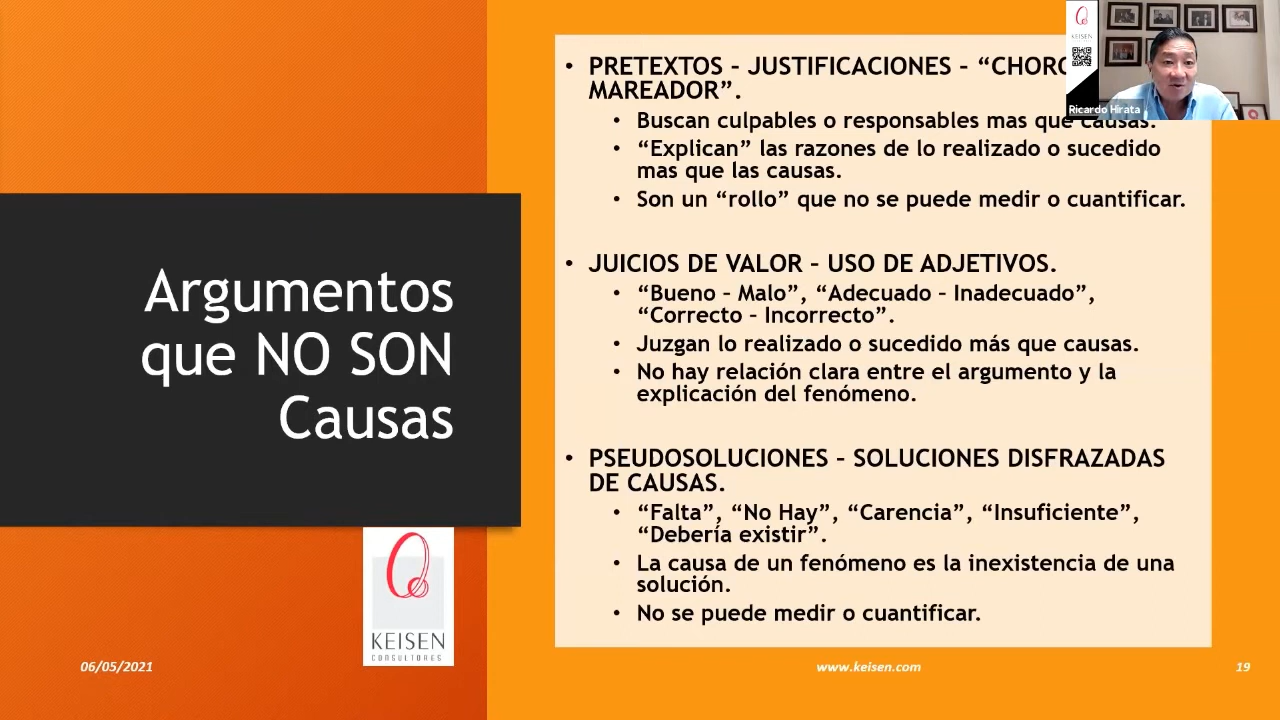 Argumentos
que NO SON
Causas
KEISEN
CONSULTORES
06/05/2021
• PRETEXTOS – JUSTIFICACIONES –
MAREADOR”.
• Buscan culpables o responsables mas que causas.
• “Explican” las razones de lo realizado o sucedido
mas que las causas.
• Son un “rollo” que no se puede medir o cuantificar.
• JUICIOS DE VALOR – USO DE ADJETIVOS.
• “Bueno – Malo”, “Adecuado – Inadecuado”,
“Correcto – Incorrecto”.
• Juzgan lo realizado o sucedido más que causas.
• No hay relación clara entre el argumento y la
explicación del fenómeno.
• PSEUDOSOLUCIONES – SOLUCIONES DISFRAZADAS
DE CAUSAS.
• “Falta”, “No Hay”, “Carencia”, “Insuficiente”,
“Debería existir”.
• La causa de un fenómeno es la inexistencia de una
solución.
• No se puede medir o cuantificar.
www.keisen.com
19
KEISEN
Ricardo Hirata